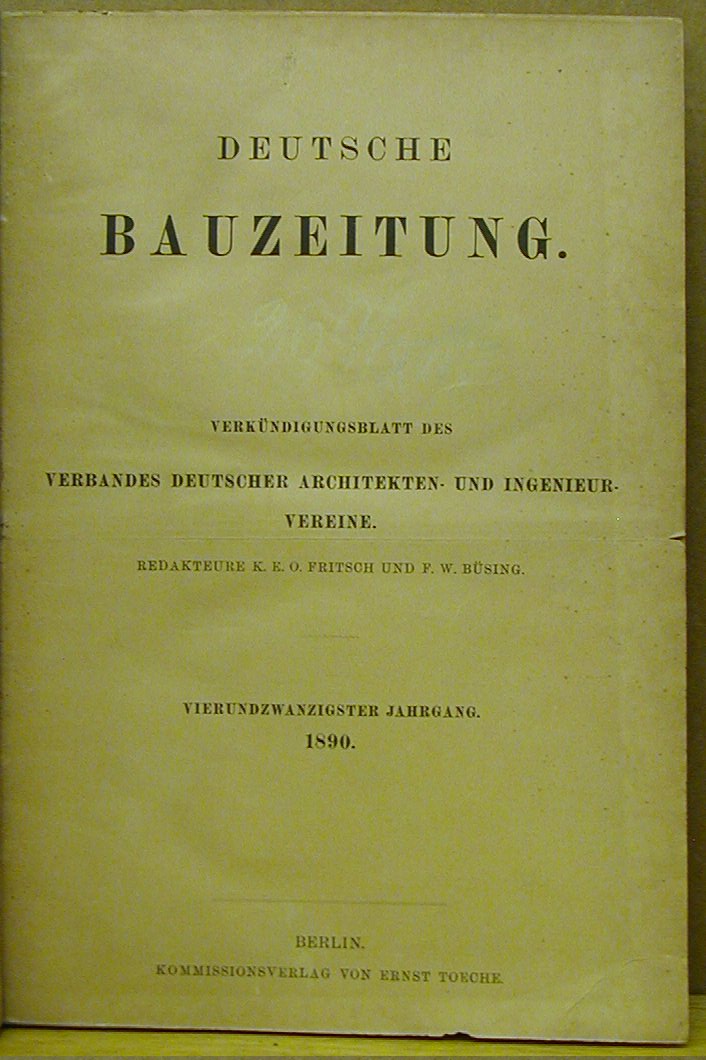 DEUTSCHE
BAUZEITUNG.
VERKÜNDIGUNGSBLATT DES
VERBANDES DEUTSCHER ARCHITEKTEN- UND INGENIEUR-
VEREINE.
REDAKTEURE K. E. O. FRITSCH UND F. W. BÜSING.
VIERUNDZWANZIGSTER JAHRGANG.
1890.
BERLIN.
KOMMISSIONSVERLAG VON ERNST TOECHE.